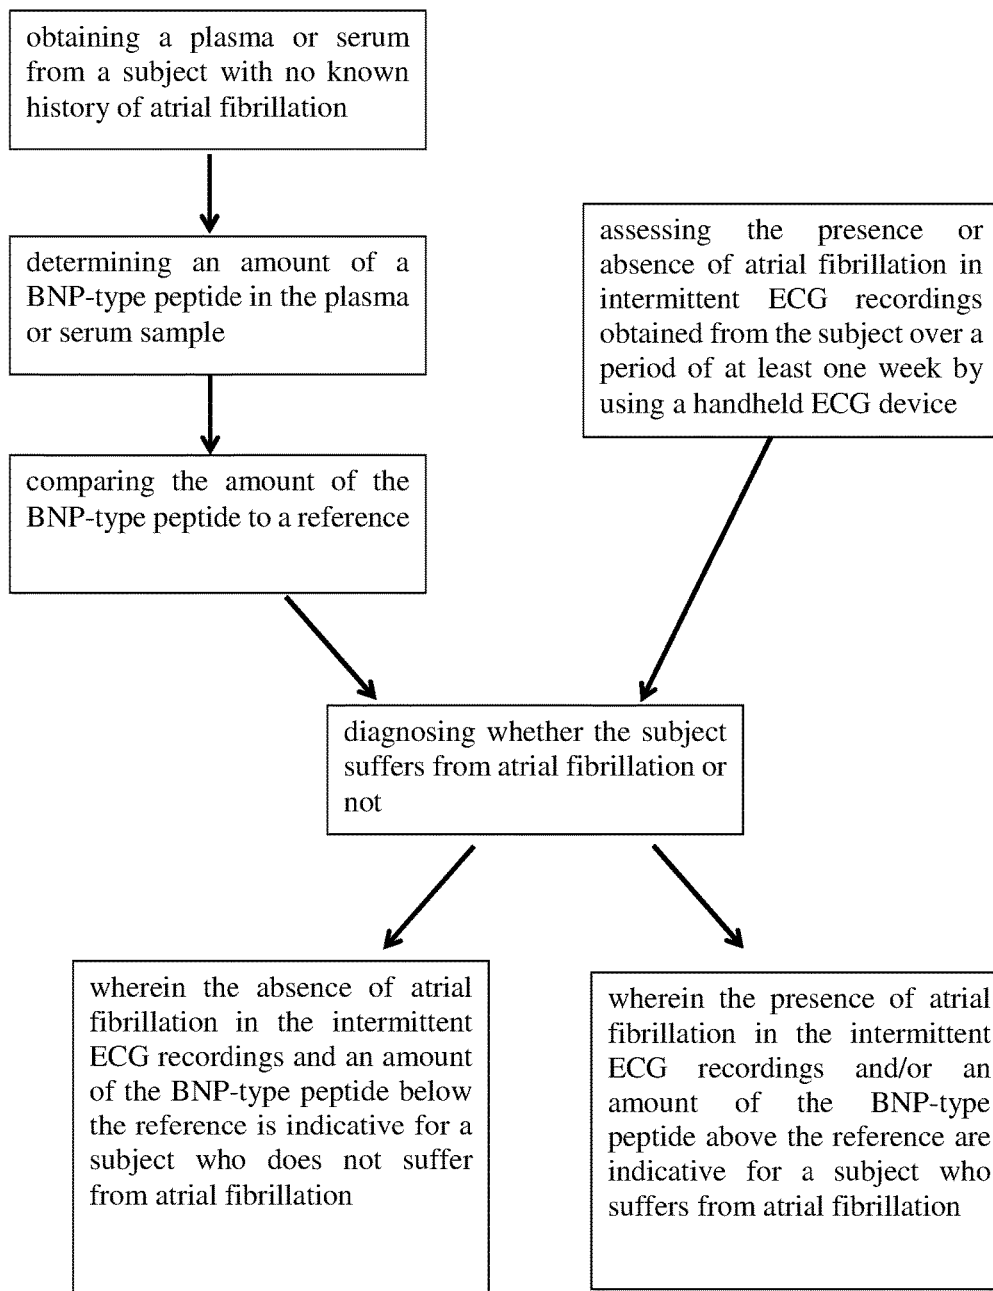 obtaining a plasma or serum
from a subject with no known
history of atrial fibrillation
determining an amount of a
BNP-type peptide in the plasma
or serum sample
comparing the amount of the
BNP-type peptide to a reference
assessing the presence or
absence of atrial fibrillation in
intermittent ECG recordings
obtained from the subject over a
period of at least one week by
using a handheld ECG device
diagnosing whether the subject
suffers from atrial fibrillation or
not
wherein the absence of atrial
fibrillation in the intermittent
ECG recordings and an amount
of the BNP-type peptide below
the reference is indicative for a
subject who does not suffer
from atrial fibrillation
wherein the presence of atrial
fibrillation in the intermittent
ECG recordings and/or an
amount of the BNP-type
peptide above the reference are
indicative for a subject who
suffers from atrial fibrillation